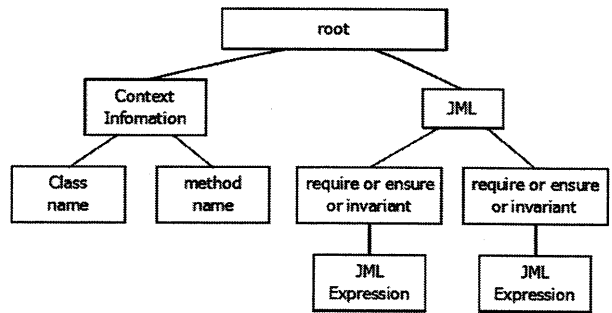 root
Context
Infomation
JML
Class
name
method
name
require or ensure
or invariant
require or ensure
or invariant
JML
Expression
JML
Expression